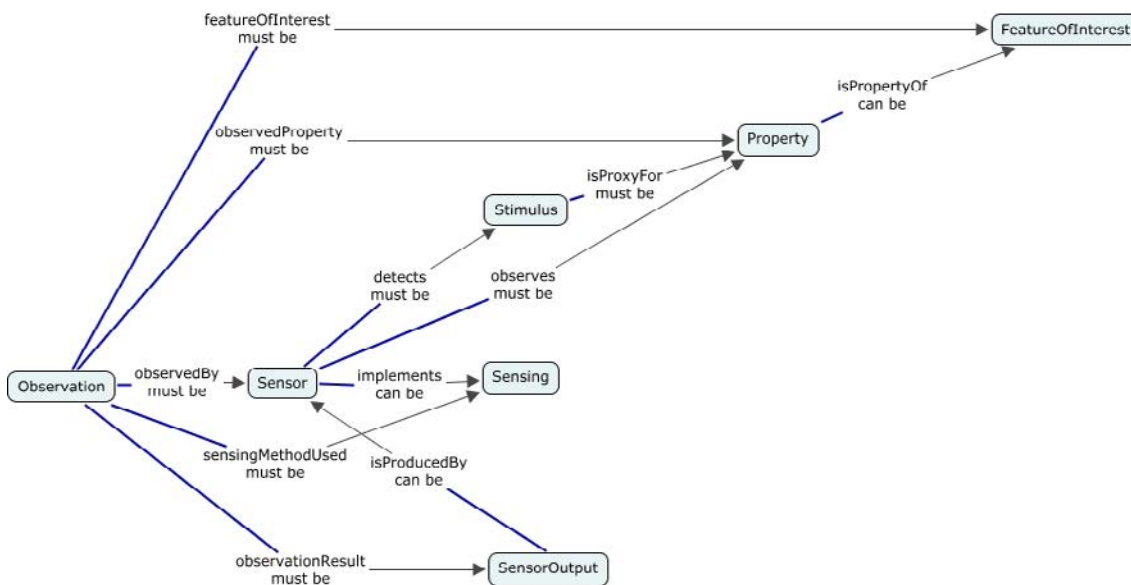 featureOfInterest
must be
FeatureOfInterest
isPropertyOf
can be
observedProperty
must be
Property
isProxyFor
must be
Stimulus
detects
must be
observes
must be
Observation
observedBy
must be
Sensor
implements
can be
Sensing
sensingMethodUsed
must be
isProducedBy
can be
observationResult
must be
SensorOutput